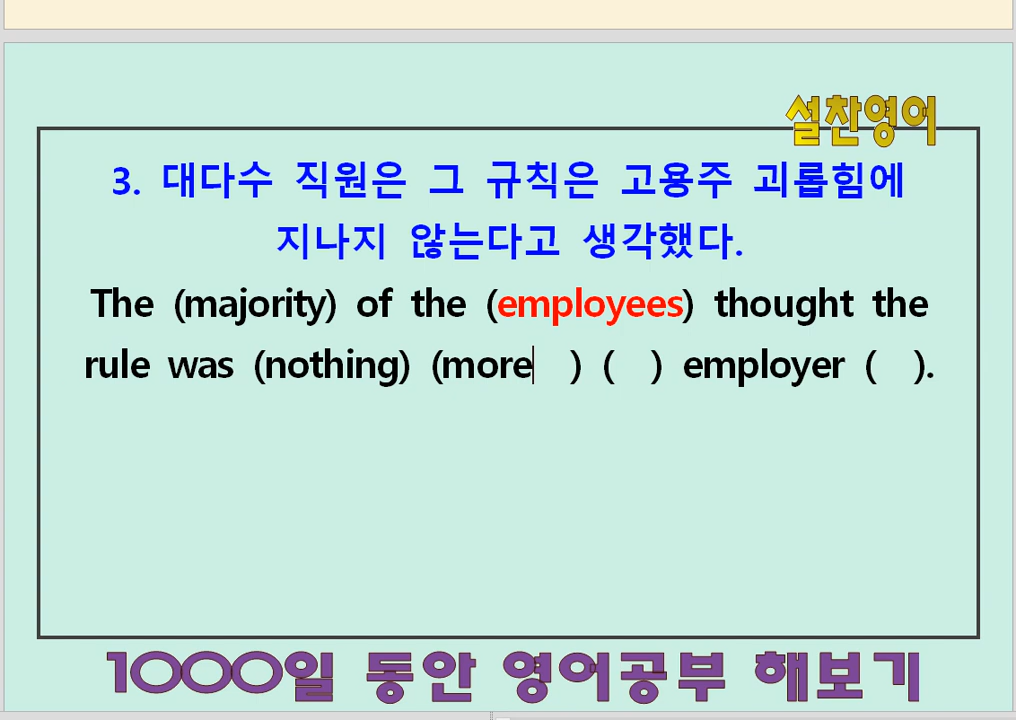 설찬영어
3. 대다수 직원은 그 규칙은 고용주 괴롭힘에
지나지 않는다고 생각했다.
The (majority) of the (employees) thought the
rule was (nothing) (more ) ( ) employer ( ).
1000일 동안 영어공부 해보기